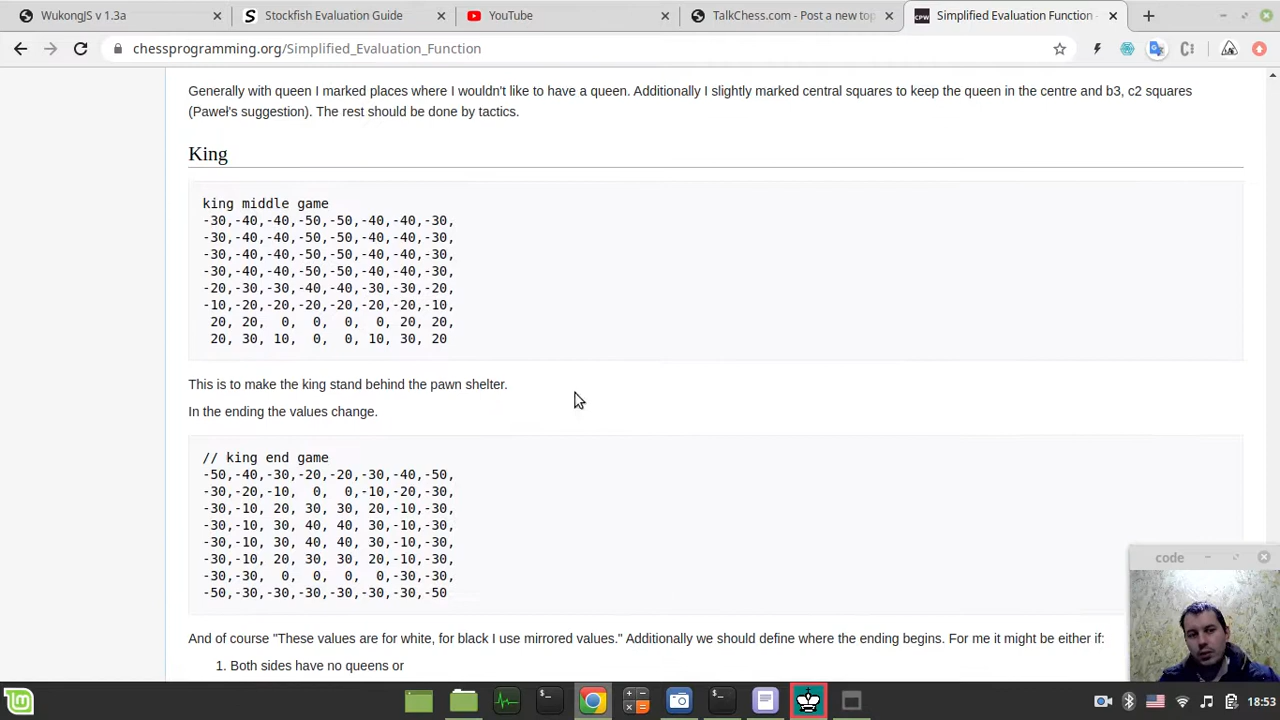 WukongJS v 1.3a
Stockfish Evaluation Guide
YouTube
TalkChess.com - Post a new top
Simplified Evaluation Function -
chessprogramming.org/Simplified_Evaluation_Function
Generally with queen I marked places where I wouldn't like to have a queen. Additionally I slightly marked central squares to keep the queen in the centre and b3, c2 squares
(Paweł's suggestion). The rest should be done by tactics.
King
king middle game
-30,-40,-40,-50,-50,-40,-40,-30,
-30,-40,-40,-50,-50,-40,-40,-30,
-30,-40,-40,-50,-50,-40,-40,-30,
-30,-40,-40,-50,-50,-40,-40,-30,
-20,-30,-30,-40,-40,-30,-30,-20,
-10,-20,-20,-20,-20,-20,-20,-10,
20, 20, 0, 0, 0, 0, 20, 20,
20, 30, 10, 0, 0, 10, 30, 20
This is to make the king stand behind the pawn shelter.
In the ending the values change.
// king end game
-50,-40,-30,-20,-20,-30,-40,-50,
-30,-20,-10, 0, 0,-10,-20,-30,
-30,-10, 20, 30, 30, 20,-10,-30,
-30,-10, 30, 40, 40, 30,-10,-30,
-30,-10, 30, 40, 40, 30,-10,-30,
-30,-10, 20, 30, 30, 20,-10,-30,
-30,-30, 0, 0, 0, 0,-30,-30,
-50,-30,-30,-30,-30,-30,-30,-50
code
And of course "These values are for white, for black I use mirrored values." Additionally we should define where the ending begins. For me it might be either if:
1. Both sides have no queens or
18:53